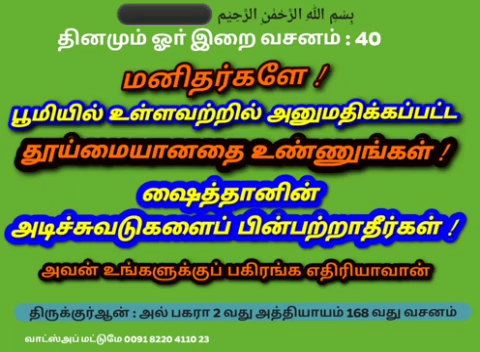 بِسْمِ اللهِ الرَّحْمٰنِ الرَّحِيْمِ
தினமும் ஓர் இறை வசனம் : 40
மனிதர்களே !
பூமியில் உள்ளவற்றில் அனுமதிக்கப்பட்ட
தூய்மையானதை உண்ணுங்கள் !
ஷைத்தானின்
அடிச்சுவடுகளைப் பின்பற்றாதீர்கள் !
அவன் உங்களுக்குப் பகிரங்க எதிரியாவான்
திருக்குர்ஆன் : அல் பகரா 2 வது அத்தியாயம் 168 வது வசனம்
வாட்ஸ்அப் மட்டுமே 0091 8220 4110 23